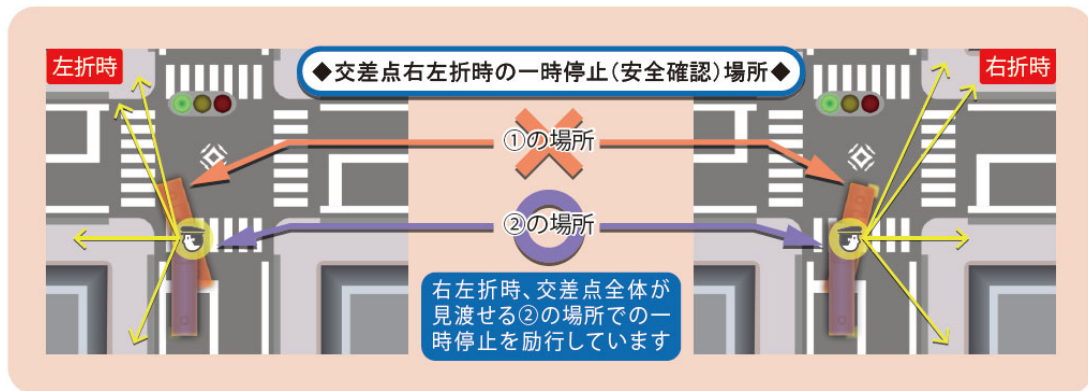 左折時
◆交差点右左折時の一時停止（安全確認）場所◆
右折時
①の場所
②の場所
右左折時、交差点全体が
見渡せる②の場所での一
時停止を励行しています